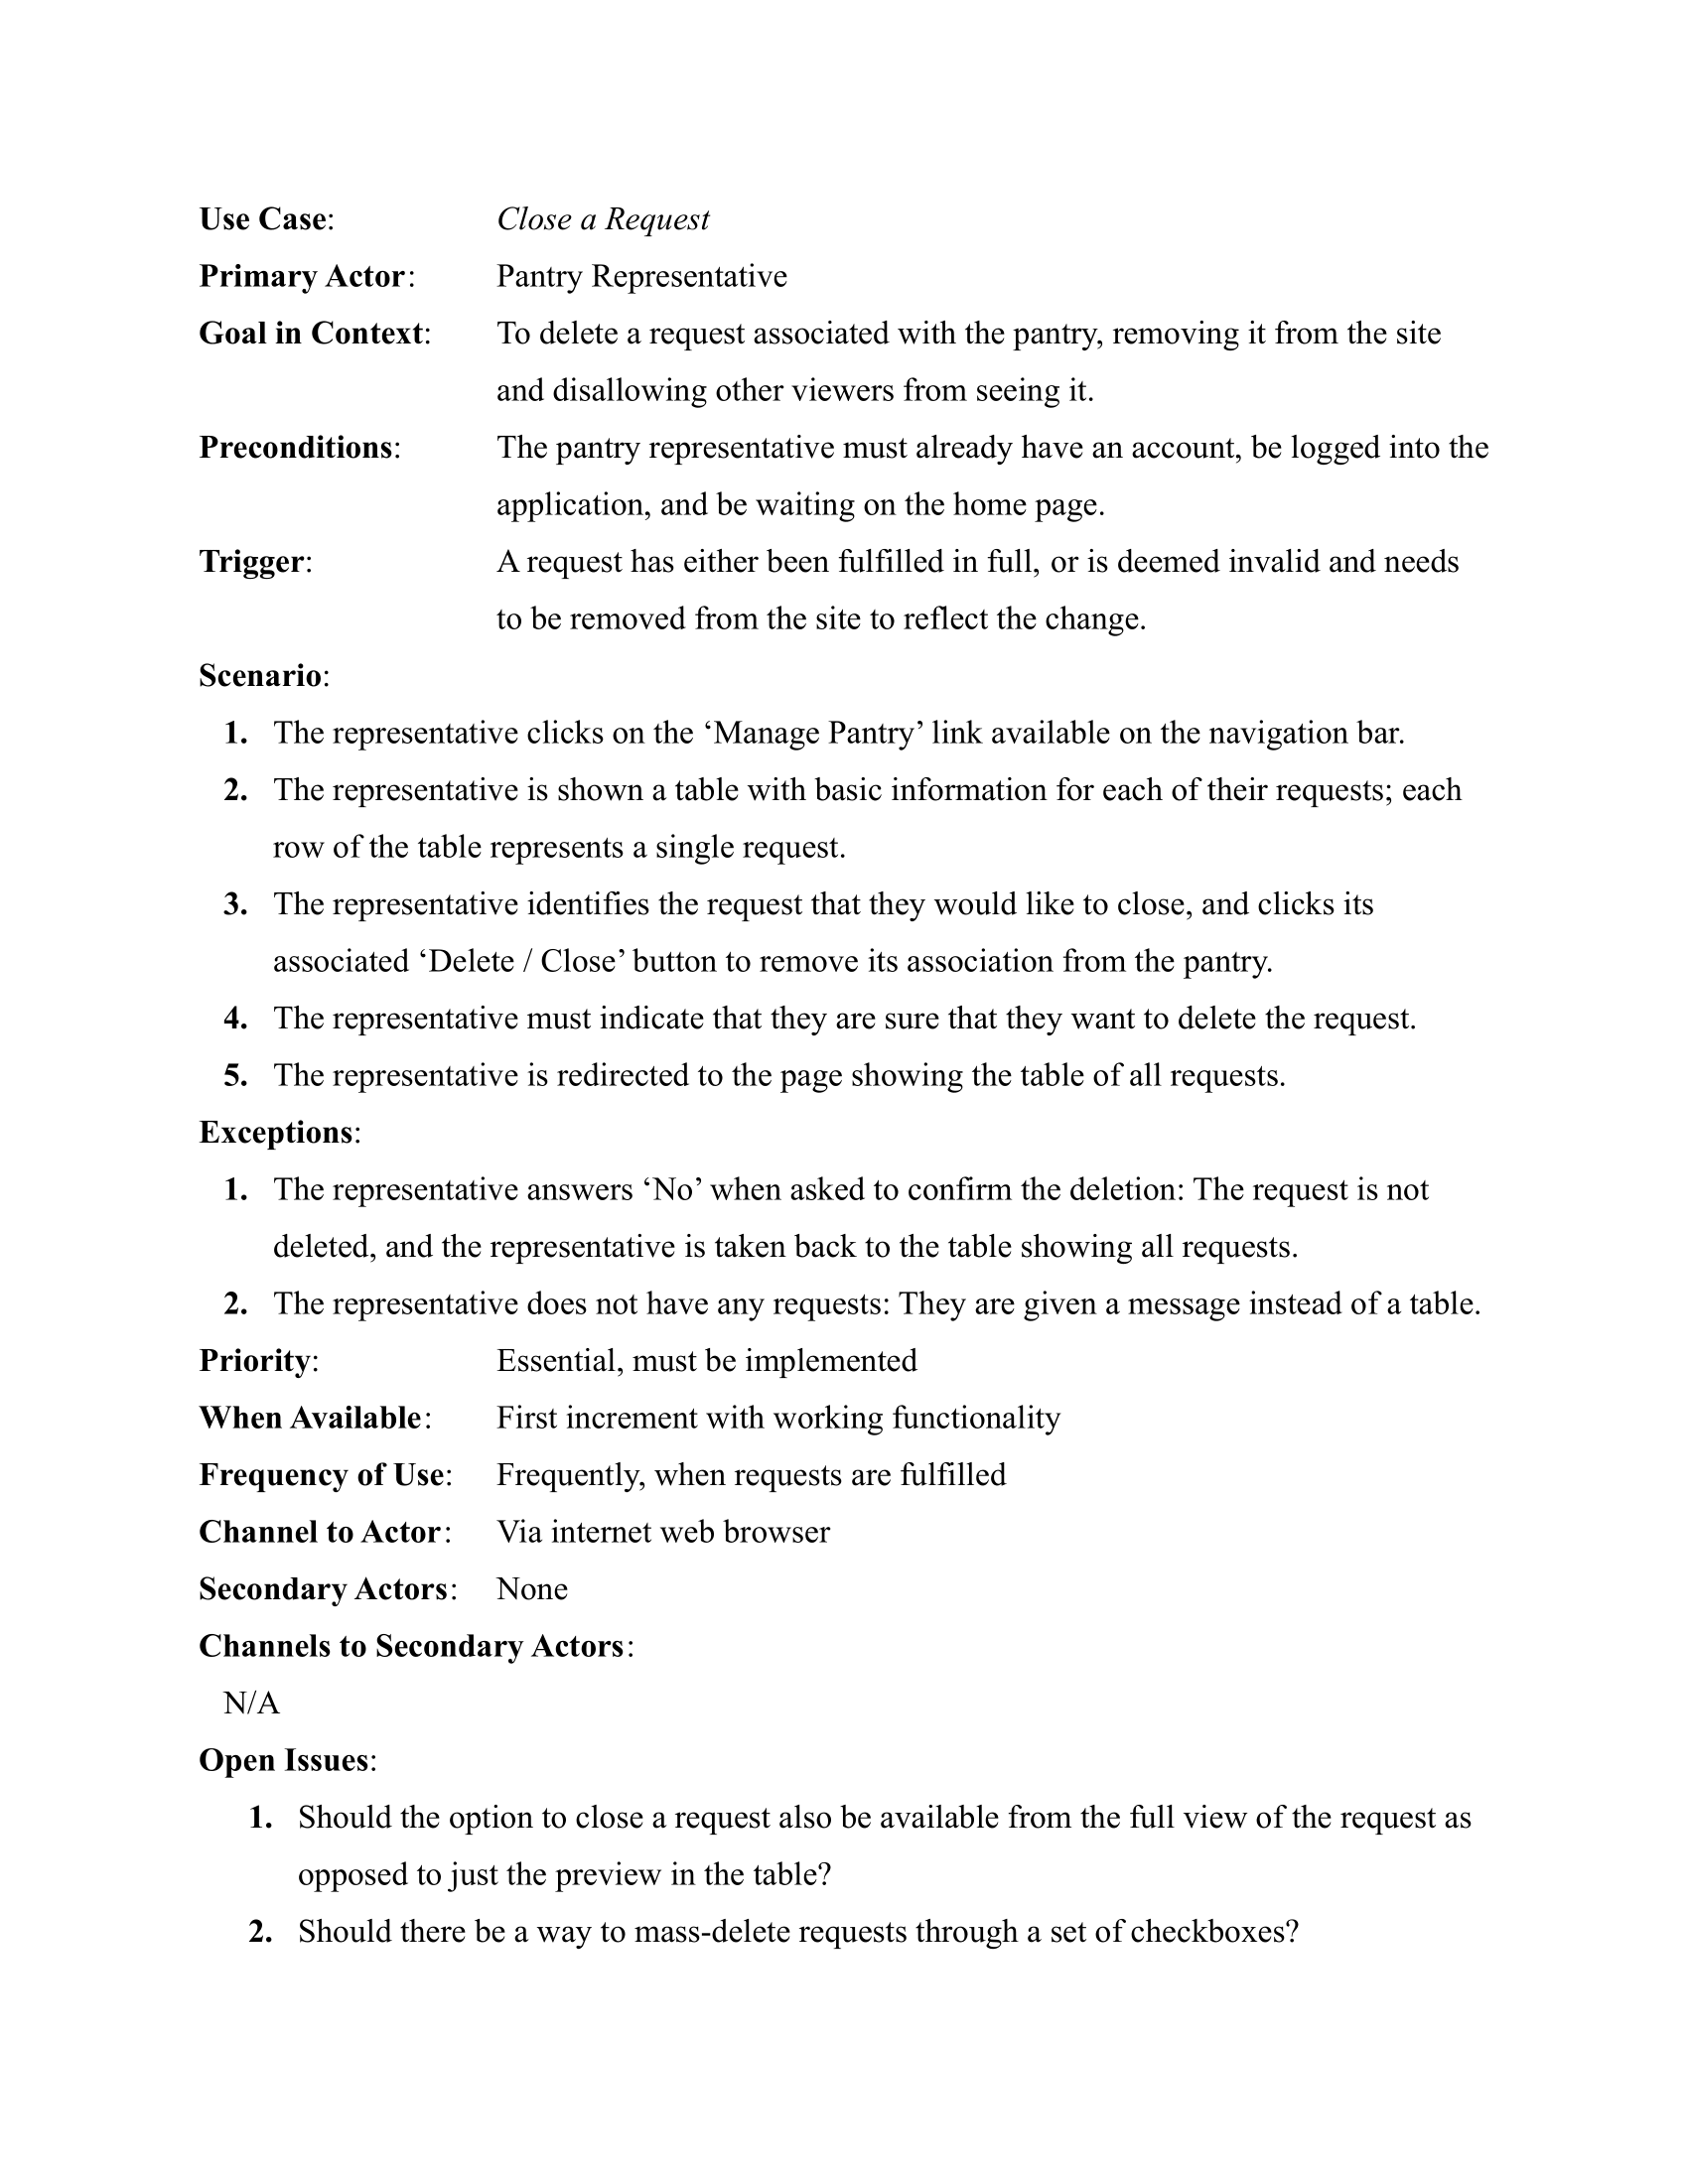 Use Case: Close a Request
Primary Actor: Pantry Representative
Goal in Context: To delete a request associated with the pantry, removing it from the site
and disallowing other viewers from seeing it.
Preconditions: The pantry representative must already have an account, be logged into the
application, and be waiting on the home page.
Trigger: A request has either been fulfilled in full, or is deemed invalid and needs
to be removed from the site to reflect the change.
Scenario:
1. The representative clicks on the ‘Manage Pantry’ link available on the navigation bar.
2. The representative is shown a table with basic information for each of their requests; each
row of the table represents a single request.
3. The representative identifies the request that they would like to close, and clicks its
associated ‘Delete / Close’ button to remove its association from the pantry.
4. The representative must indicate that they are sure that they want to delete the request.
5. The representative is redirected to the page showing the table of all requests.
Exceptions:
1. The representative answers ‘No’ when asked to confirm the deletion: The request is not
deleted, and the representative is taken back to the table showing all requests.
2. The representative does not have any requests: They are given a message instead of a table.
Priority: Essential, must be implemented
When Available: First increment with working functionality
Frequency of Use: Frequently, when requests are fulfilled
Channel to Actor: Via internet web browser
Secondary Actors: None
Channels to Secondary Actors:
N/A
Open Issues:
1. Should the option to close a request also be available from the full view of the request as
opposed to just the preview in the table?
2. Should there be a way to mass-delete requests through a set of checkboxes?